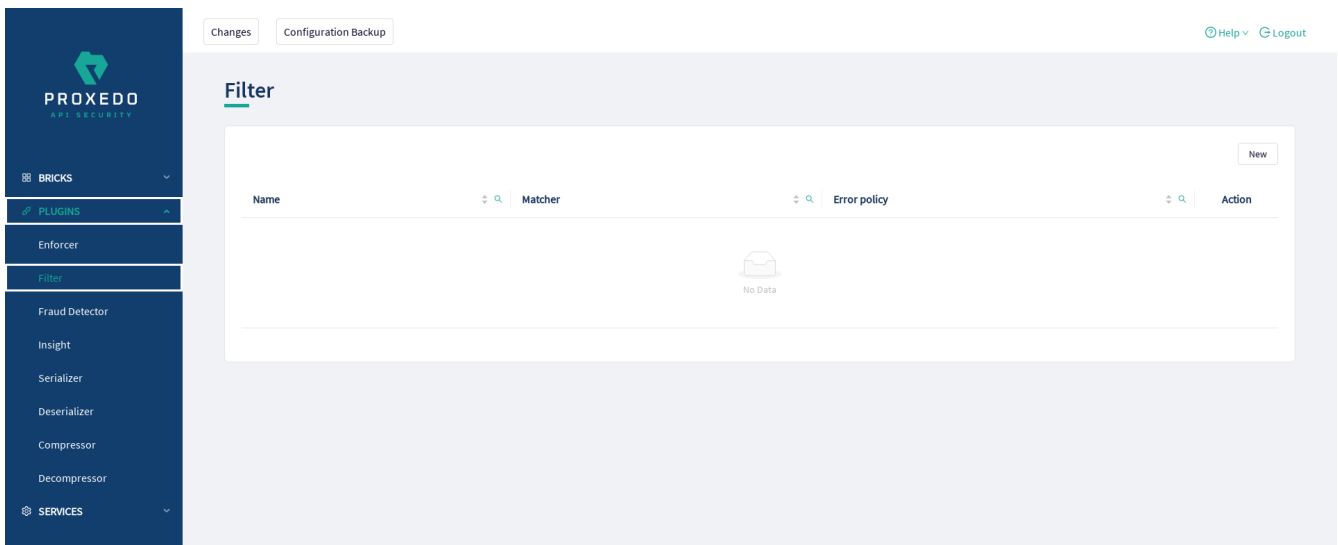 Changes Configuration Backup Help Logout
PROXEDO
API SECURITY
BRICKS
PLUGINS
Enforcer
Filter
Fraud Detector
Insight
Serializer
Deserializer
Compressor
Decompressor
SERVICES
Filter
New
Name Matcher Error policy Action
No Data